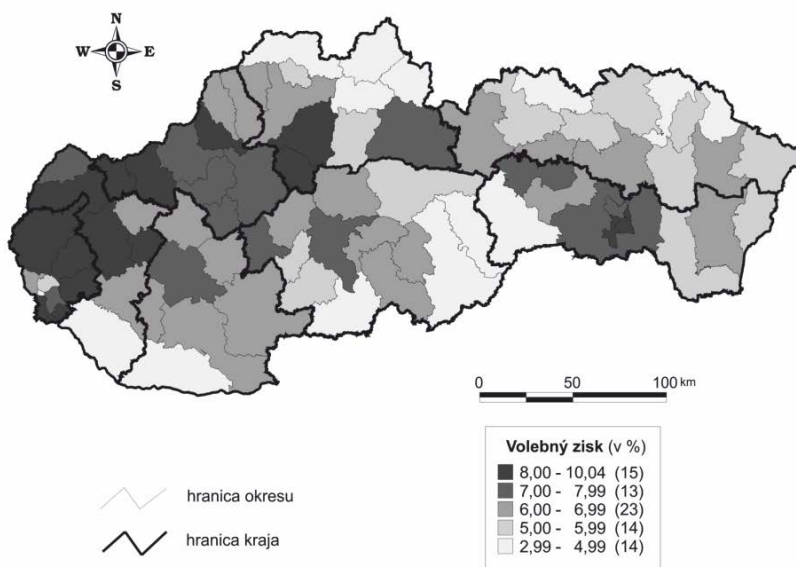 N
W E
S
0 50 100 km
Volebný zisk (v %)
8,00 - 10,04 (15)
7,00 - 7,99 (13)
6,00 - 6,99 (23)
5,00 - 5,99 (14)
2,99 - 4,99 (14)
hranica okresu
hranica kraja